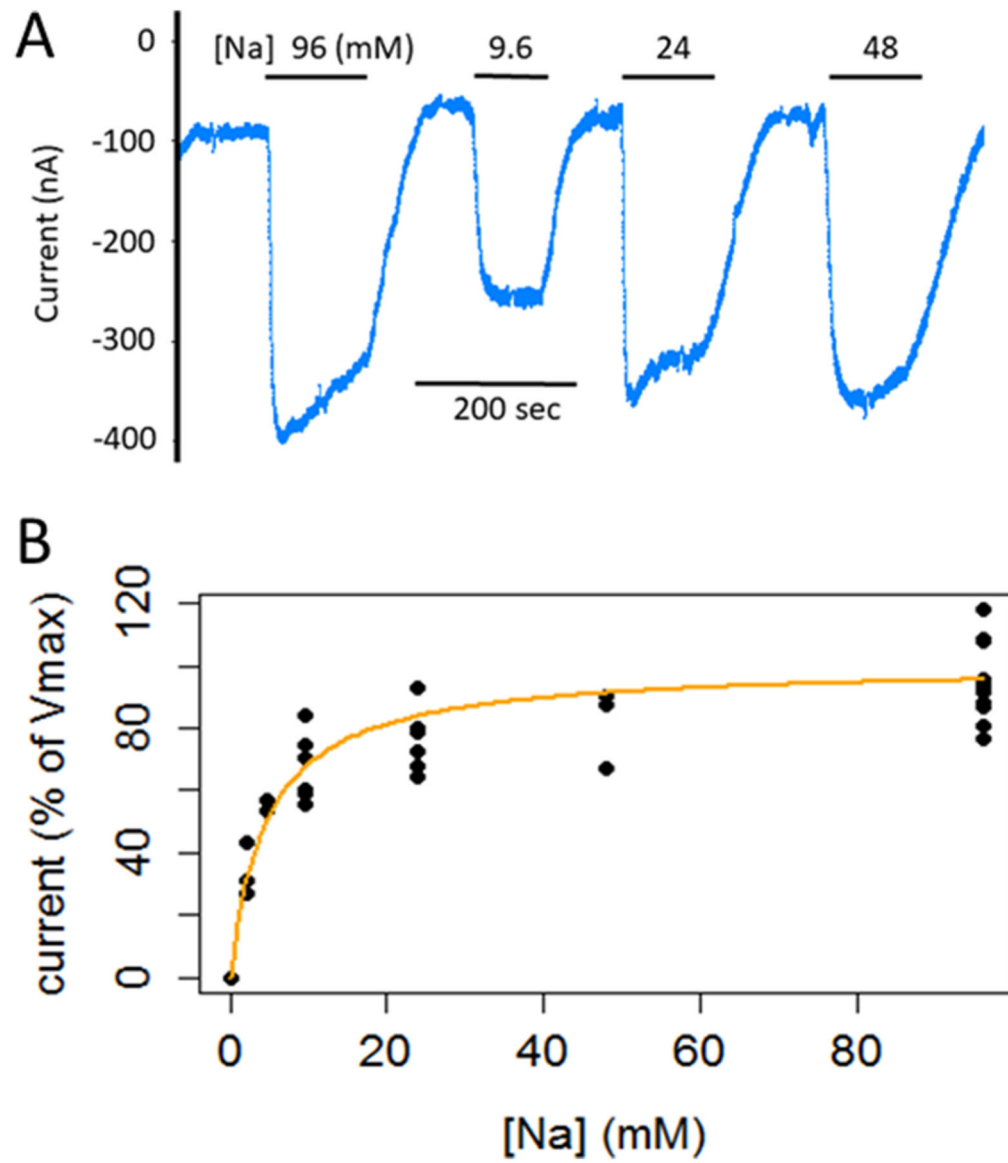 A
[Na] 96 (mM) 9.6 24 48
0
-100
-200
-300
-400
Current (nA)
200 sec
B
120
80
40
0
current (% of Vmax)
0 20 40 60 80
[Na] (mM)